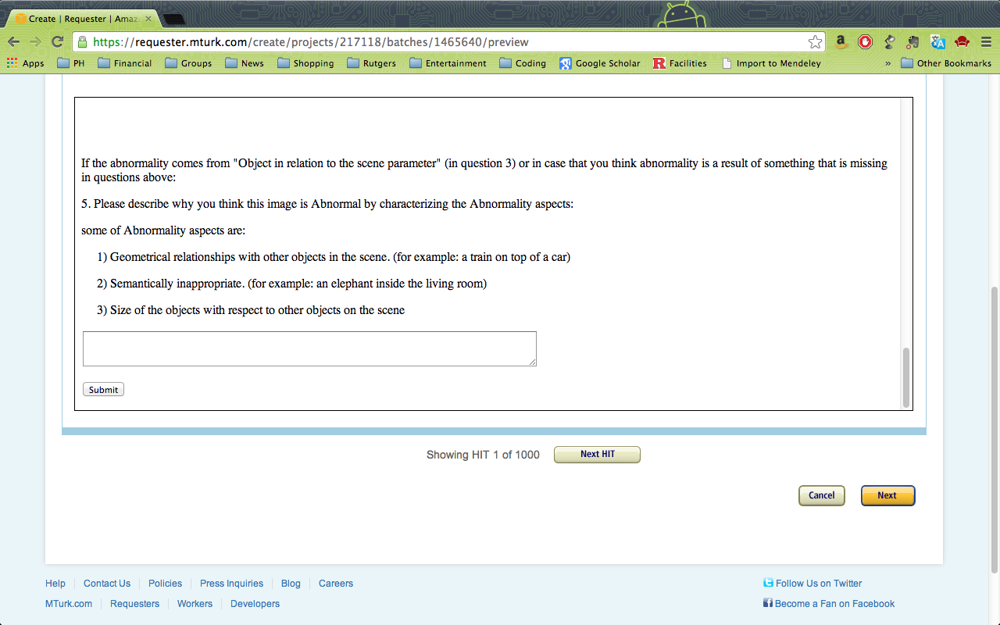 Create | Requester | Amaz
https://requester.mturk.com/create/projects/217118/batches/1465640/preview
Apps PH Financial Groups News Shopping Rutgers Entertainment Coding Google Scholar Facilities Import to Mendeley » Other Bookmarks
If the abnormality comes from "Object in relation to the scene parameter" (in question 3) or in case that you think abnormality is a result of something that is missing
in questions above:
5. Please describe why you think this image is Abnormal by characterizing the Abnormality aspects:
some of Abnormality aspects are:
1) Geometrical relationships with other objects in the scene. (for example: a train on top of a car)
2) Semantically inappropriate. (for example: an elephant inside the living room)
3) Size of the objects with respect to other objects on the scene
Submit
Showing HIT 1 of 1000 Next HIT
Cancel Next
Help Contact Us Policies Press Inquiries Blog Careers Follow Us on Twitter
MTurk.com Requesters Workers Developers Become a Fan on Facebook